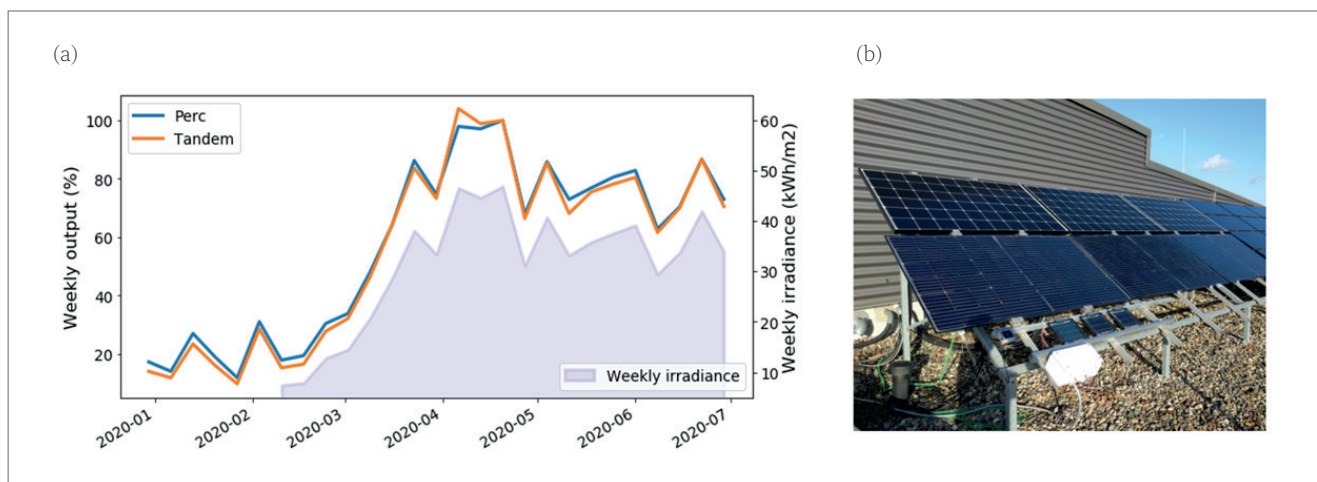 (a)
(b)
Perc
Tandem
Weekly output (%)
100
80
60
40
20
Weekly irradiance (kWh/m2)
60
50
40
30
20
10
Weekly irradiance
2020-01
2020-02
2020-03
2020-04
2020-05
2020-06
2020-07